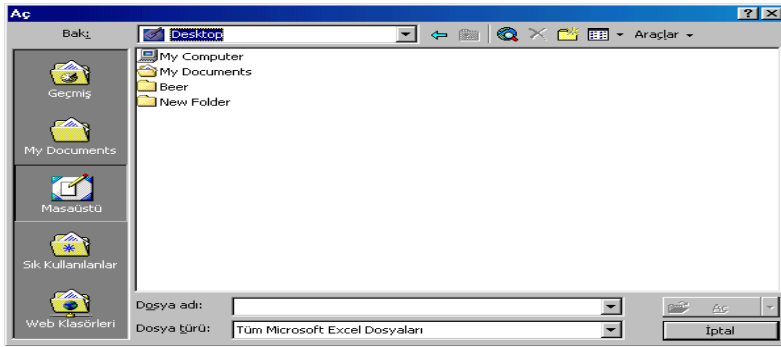 Aç
Bak: Desktop Araçlar
My Computer
My Documents
Beer
New Folder
Geçmiş
My Documents
Masaüstü
Sık Kullanılanlar
Web Klasörleri
Dosya adı:
Aç
Dosya türü: Tüm Microsoft Excel Dosyaları
İptal